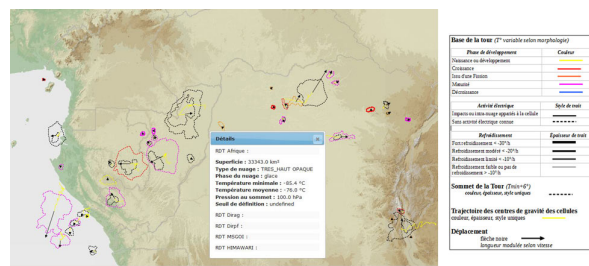 Détails
RDT Afrique :
Superficie : 33343.0 km²
Type de nuage : TRES_HAUT OPAQUE
Phase du nuage : glace
Température minimale : -85.4 °C
Température moyenne : -76.0 °C
Pression au sommet : 100.0 hPa
Seuil de définition : undefined
RDT Dirag :
RDT Dirpf :
RDT MSGGI :
RDT HIMAWARI :
Base de la tour (T° variable selon morphologie)
Phase de développement Couleur
Naissance ou développement
Croissance
Issu d'une Fission
Maturité
Décroissance
Activité électrique Style de trait
Impacts ou intra-nuage appariés à la cellule
Sans activité électrique connue
Refroidissement Epaisseur de trait
Fort refroidissement < -30°/h
Refroidissement modéré < -20°/h
Refroidissement limité < -10°/h
Refroidissement faible ou pas de
refroidissement > -10°/h
Sommet de la Tour (Tmin+6°)
couleur, épaisseur, style uniques
Trajectoire des centres de gravité des cellules
couleur, épaisseur, style uniques
Déplacement
flèche noire
longueur modulée selon vitesse